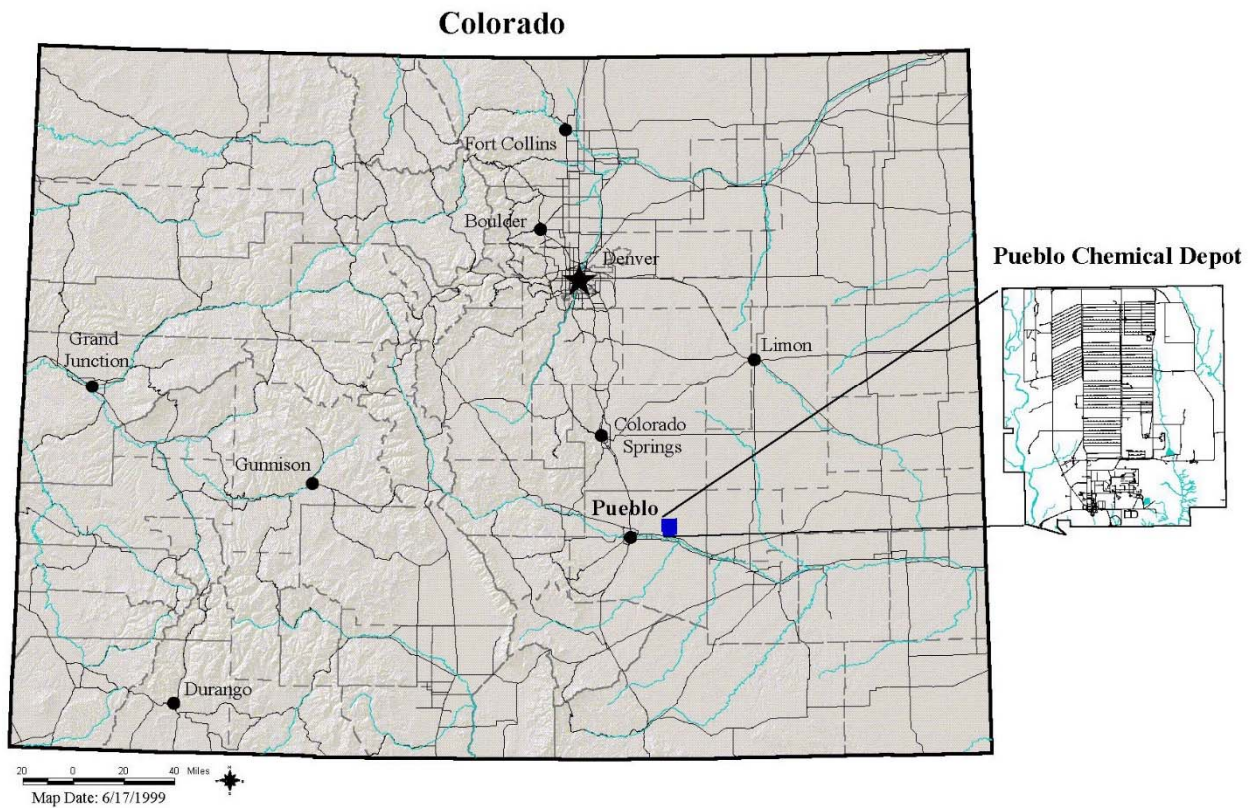 Colorado
Fort Collins
Boulder
Denver
Pueblo Chemical Depot
Grand
Junction
Limon
Colorado
Springs
Gunnison
Pueblo
Durango
20 0 20 40 Miles
Map Date: 6/17/1999